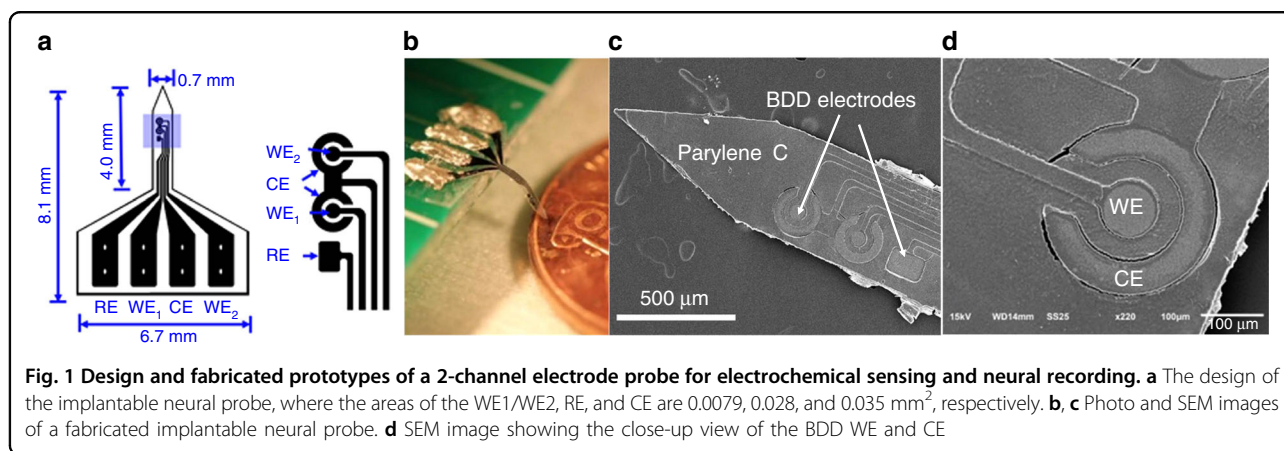 a
0.7 mm
8.1 mm
4.0 mm
RE WE₁ CE WE₂
6.7 mm
WE₂
CE
WE₁
RE
b
c
BDD electrodes
Parylene C
500 μm
d
WE
CE
15kV WD14mm SS25 x220 100μm
100 μm
Fig. 1 Design and fabricated prototypes of a 2-channel electrode probe for electrochemical sensing and neural recording. a The design of
the implantable neural probe, where the areas of the WE1/WE2, RE, and CE are 0.0079, 0.028, and 0.035 mm², respectively. b, c Photo and SEM images
of a fabricated implantable neural probe. d SEM image showing the close-up view of the BDD WE and CE